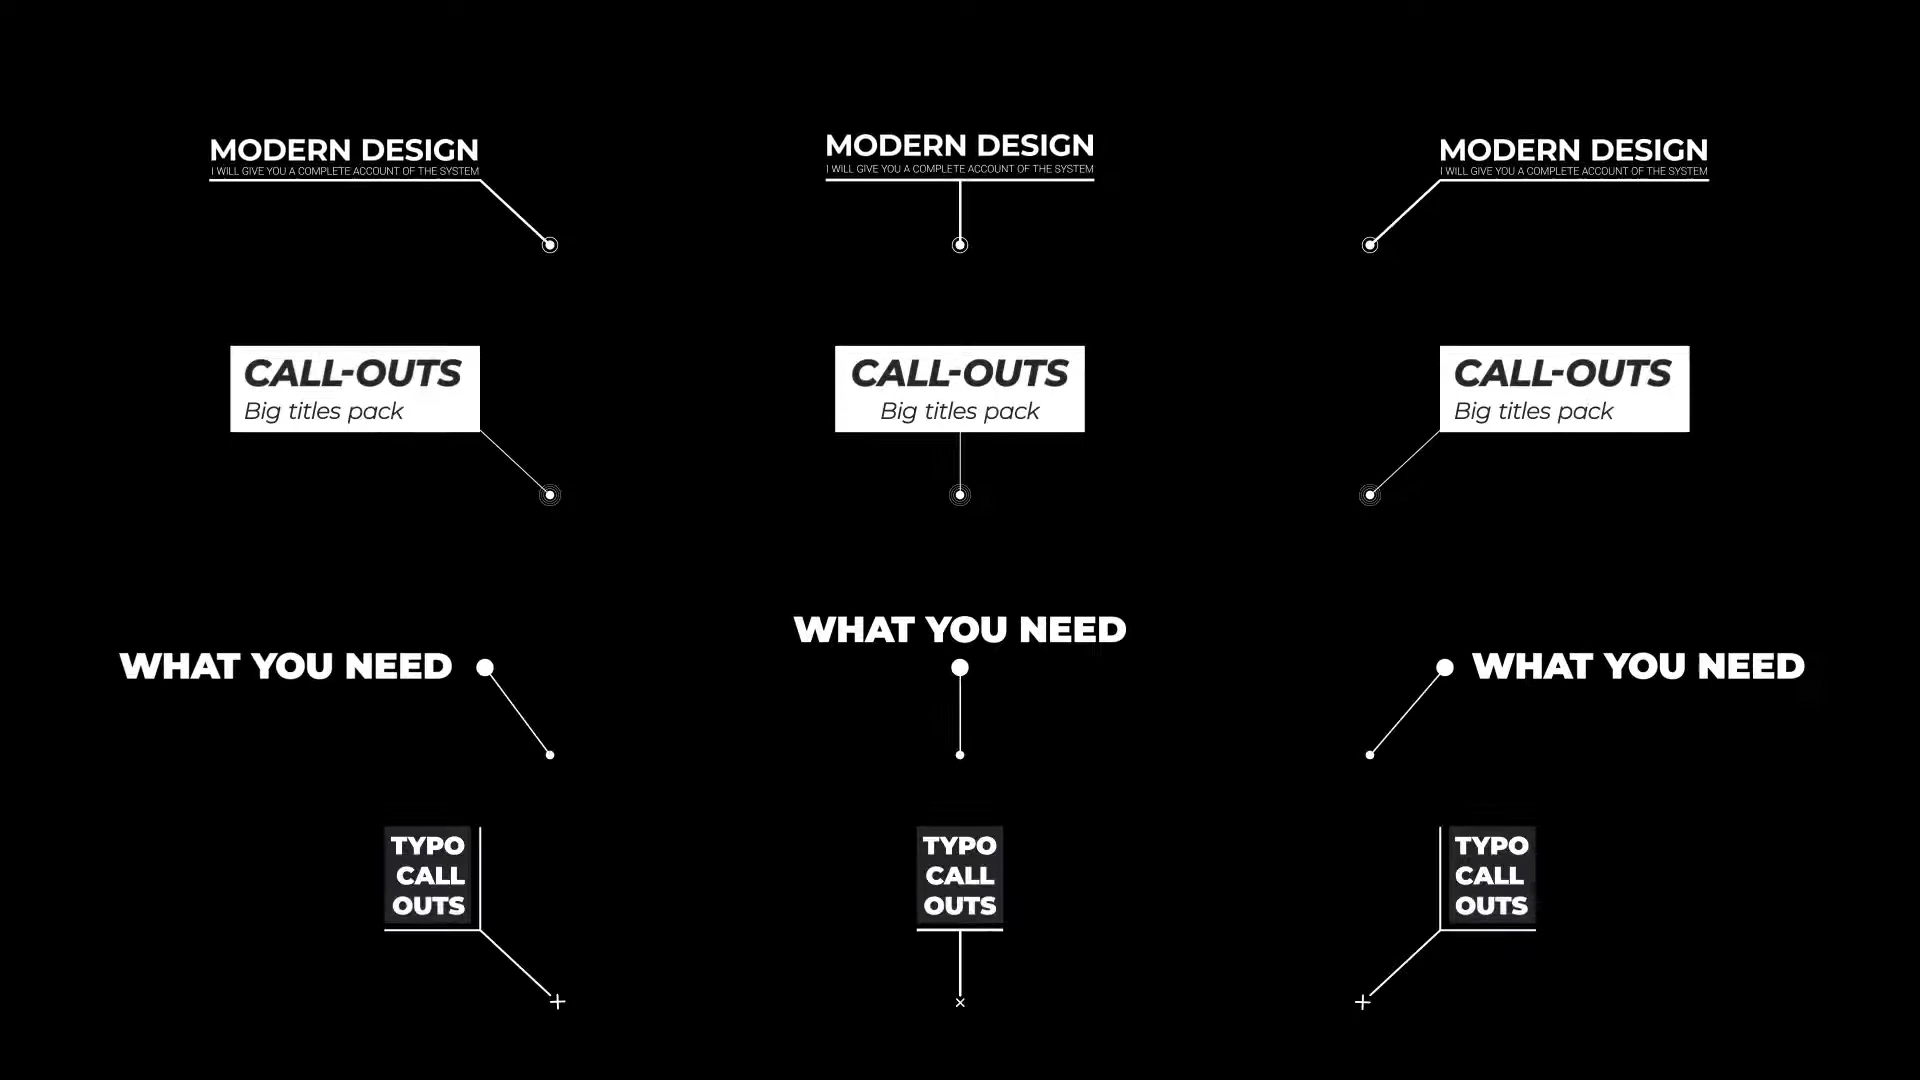 MODERN DESIGN
I WILL GIVE YOU A COMPLETE ACCOUNT OF THE SYSTEM
MODERN DESIGN
I WILL GIVE YOU A COMPLETE ACCOUNT OF THE SYSTEM
MODERN DESIGN
I WILL GIVE YOU A COMPLETE ACCOUNT OF THE SYSTEM
CALL-OUTS
Big titles pack
CALL-OUTS
Big titles pack
CALL-OUTS
Big titles pack
WHAT YOU NEED
WHAT YOU NEED
WHAT YOU NEED
TYPO
CALL
OUTS
TYPO
CALL
OUTS
TYPO
CALL
OUTS